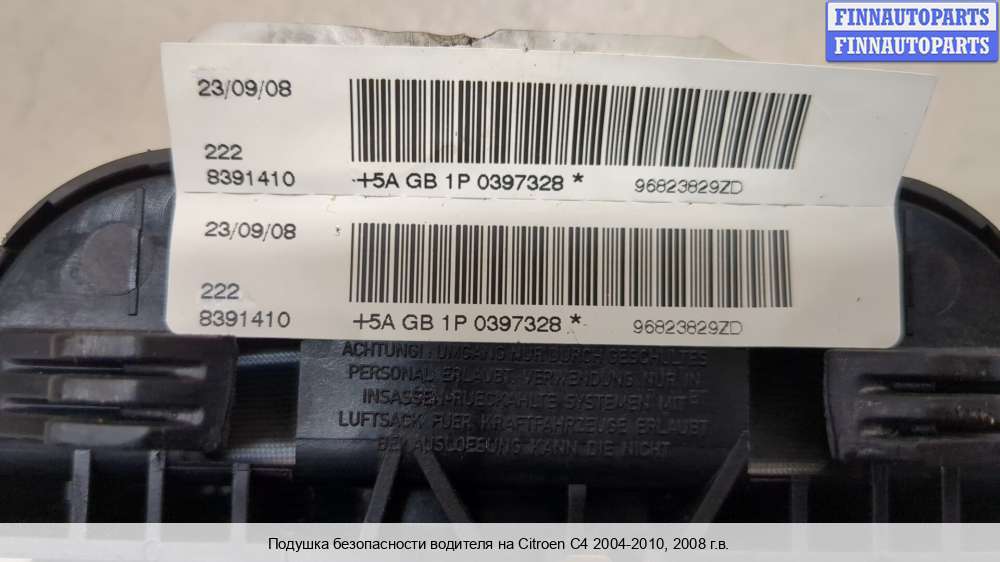 FINNAUTOPARTS
FINNAUTOPARTS
23/09/08
222
8391410
+5A GB 1P 0397328 *
96823829ZD
23/09/08
222
8391410
+5A GB 1P 0397328 *
96823829ZD
ACHTUNG! UMGANG NUR DURCH GESCHULTES
PERSONAL ERLAUBT. VERWENDUNG NUR IN
INSASSEN-RUECKHALTE SYSTEMEN MIT
LUFTSACK FUER KRAFTFAHRZEUGE ERLAUBT
BEI AUSLOESUNG KANN DIE NICHT
Подушка безопасности водителя на Citroen C4 2004-2010, 2008 г.в.